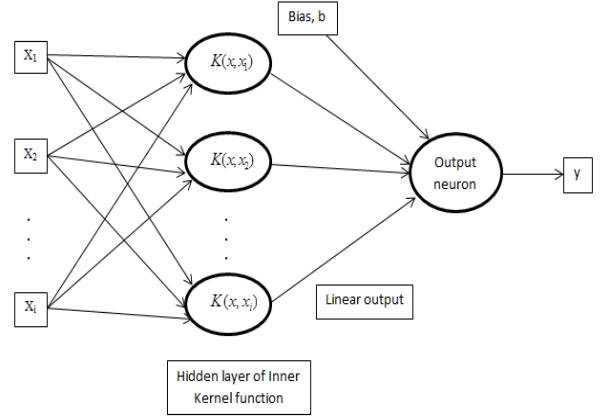 Bias, b
X1
K(x,x1)
X2
K(x,x2)
Output
neuron
y
Xi
K(x,xi)
Linear output
Hidden layer of Inner
Kernel function